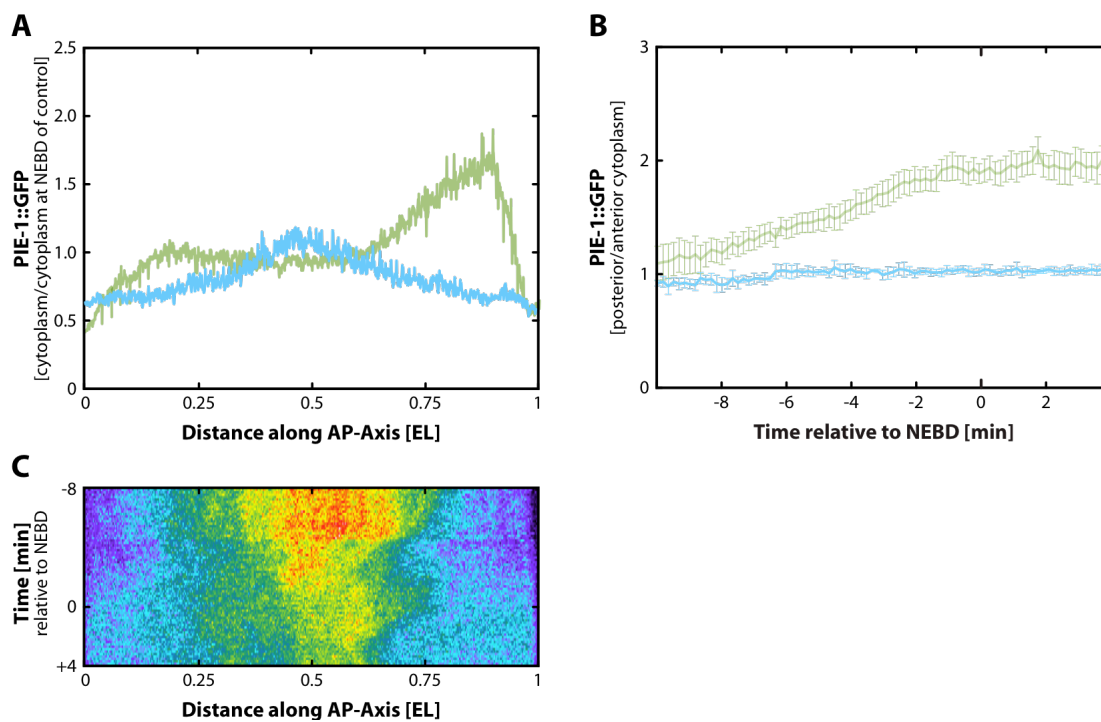 A
PIE-1::GFP
[cytoplasm/cytoplasm at NEBD of control]
2.5
2.0
1.5
1.0
0.5
0
0
0.25
0.5
0.75
1
Distance along AP-Axis [EL]
B
PIE-1::GFP
[posterior/anterior cytoplasm]
3
2
1
0
-8
-6
-4
-2
0
2
Time relative to NEBD [min]
C
Time [min]
relative to NEBD
-8
0
+4
0
0.25
0.5
0.75
1
Distance along AP-Axis [EL]